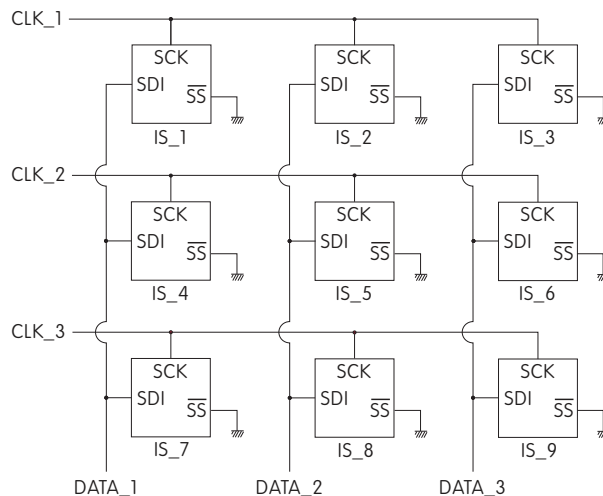 CLK_1
SCK SCK SCK
SDI SDI SDI
SS SS SS
IS_1 IS_2 IS_3
CLK_2
SCK SCK SCK
SDI SDI SDI
SS SS SS
IS_4 IS_5 IS_6
CLK_3
SCK SCK SCK
SDI SDI SDI
SS SS SS
IS_7 IS_8 IS_9
DATA_1 DATA_2 DATA_3